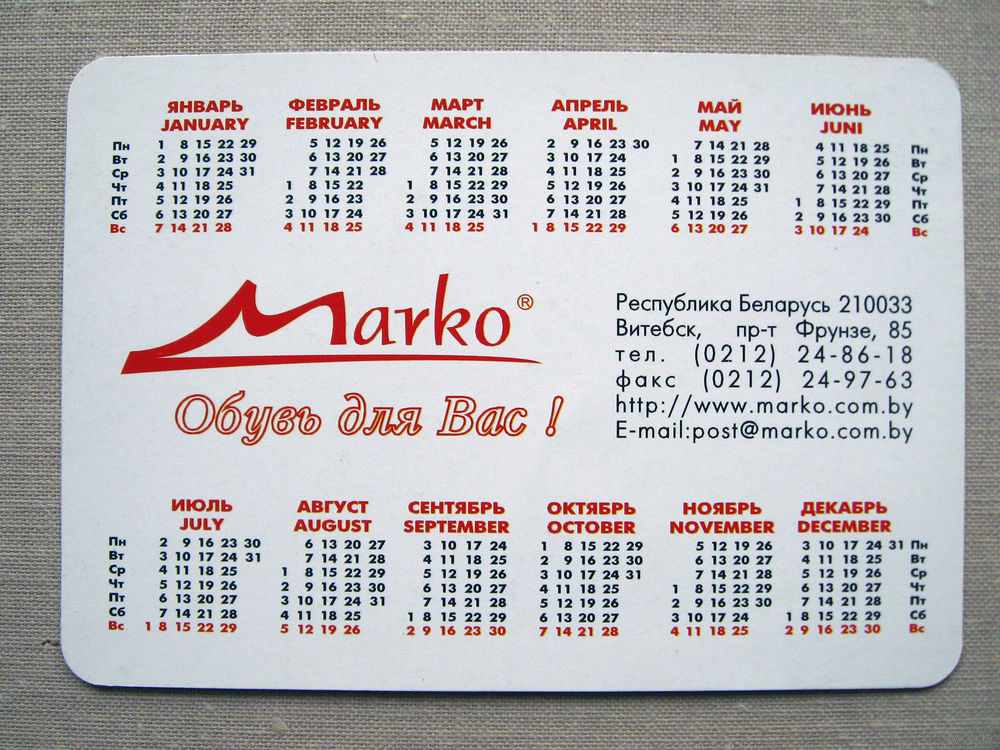 ЯНВАРЬ ФЕВРАЛЬ МАРТ АПРЕЛЬ МАЙ ИЮНЬ
JANUARY FEBRUARY MARCH APRIL MAY JUNI
Пн 1 8 15 22 29 5 12 19 26 5 12 19 26 2 9 16 23 30 7 14 21 28 4 11 18 25 Пн
Вт 2 9 16 23 30 6 13 20 27 6 13 20 27 3 10 17 24 1 8 15 22 29 5 12 19 26 Вт
Ср 3 10 17 24 31 7 14 21 28 7 14 21 28 4 11 18 25 2 9 16 23 30 6 13 20 27 Ср
Чт 4 11 18 25 1 8 15 22 1 8 15 22 29 5 12 19 26 3 10 17 24 31 7 14 21 28 Чт
Пт 5 12 19 26 2 9 16 23 2 9 16 23 30 6 13 20 27 4 11 18 25 1 8 15 22 29 Пт
Сб 6 13 20 27 3 10 17 24 3 10 17 24 31 7 14 21 28 5 12 19 26 2 9 16 23 30 Сб
Вс 7 14 21 28 4 11 18 25 4 11 18 25 1 8 15 22 29 6 13 20 27 3 10 17 24 Вс
Marko®
Обувь для Вас !
Республика Беларусь 210033
Витебск, пр-т Фрунзе, 85
тел. (0212) 24-86-18
факс (0212) 24-97-63
http://www.marko.com.by
E-mail:post@marko.com.by
ИЮЛЬ АВГУСТ СЕНТЯБРЬ ОКТЯБРЬ НОЯБРЬ ДЕКАБРЬ
JULY AUGUST SEPTEMBER OCTOBER NOVEMBER DECEMBER
Пн 2 9 16 23 30 6 13 20 27 3 10 17 24 1 8 15 22 29 5 12 19 26 3 10 17 24 31 Пн
Вт 3 10 17 24 31 7 14 21 28 4 11 18 25 2 9 16 23 30 6 13 20 27 4 11 18 25 Вт
Ср 4 11 18 25 1 8 15 22 29 5 12 19 26 3 10 17 24 31 7 14 21 28 5 12 19 26 Ср
Чт 5 12 19 26 2 9 16 23 30 6 13 20 27 4 11 18 25 1 8 15 22 29 6 13 20 27 Чт
Пт 6 13 20 27 3 10 17 24 31 7 14 21 28 5 12 19 26 2 9 16 23 30 7 14 21 28 Пт
Сб 7 14 21 28 4 11 18 25 1 8 15 22 29 6 13 20 27 3 10 17 24 1 8 15 22 29 Сб
Вс 1 8 15 22 29 5 12 19 26 2 9 16 23 30 7 14 21 28 4 11 18 25 2 9 16 23 30 Вс